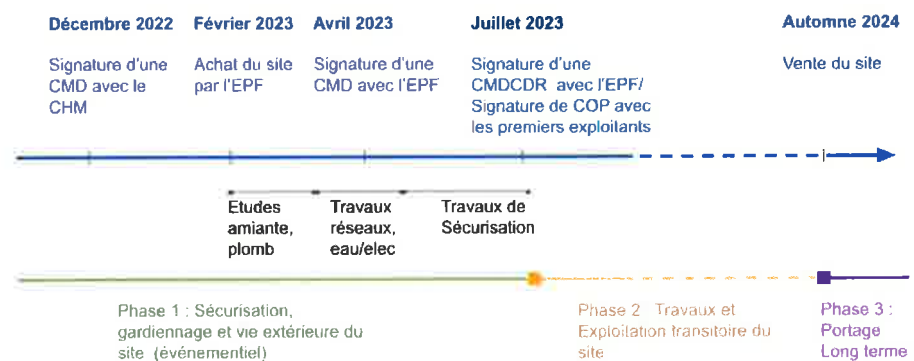 Décembre 2022
Février 2023
Avril 2023
Juillet 2023
Automne 2024
Signature d'une
CMD avec le
CHM
Achat du site
par l'EPF
Signature d'une
CMD avec l'EPF
Signature d'une
CMDCDR avec l'EPF/
Signature de COP avec
les premiers exploitants
Vente du site
Etudes
amiante,
plomb
Travaux
réseaux,
eau/elec
Travaux de
Sécurisation
Phase 1 : Sécurisation,
gardiennage et vie extérieure du
site (événementiel)
Phase 2 Travaux et
Exploitation transitoire du
site
Phase 3 :
Portage
Long terme